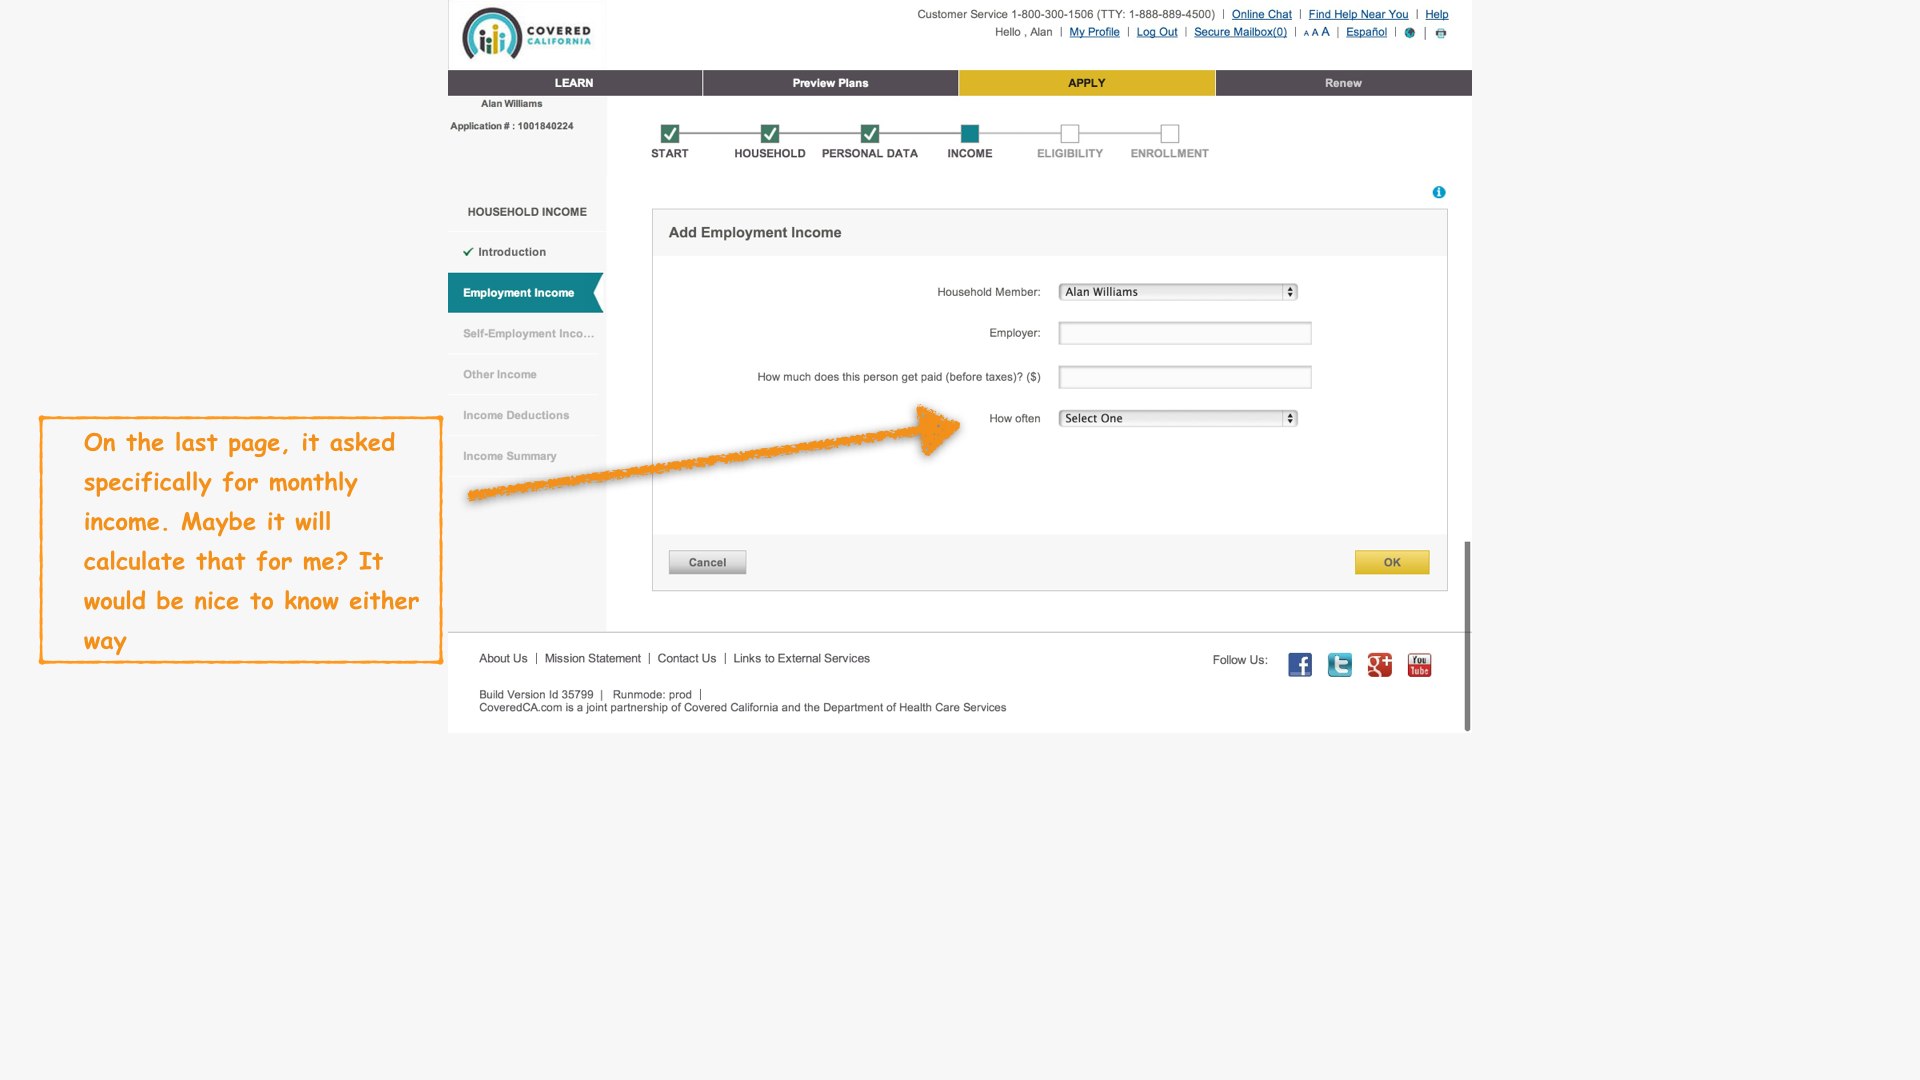 COVERED
CALIFORNIA
Customer Service 1-800-300-1506 (TTY: 1-888-889-4500) | Online Chat | Find Help Near You | Help
Hello , Alan | My Profile | Log Out | Secure Mailbox(0) | A A A | Español | |
LEARN Preview Plans APPLY Renew
Alan Williams
Application # : 1001840224
START HOUSEHOLD PERSONAL DATA INCOME ELIGIBILITY ENROLLMENT
HOUSEHOLD INCOME
Introduction
Employment Income
Self-Employment Inco...
Other Income
Income Deductions
Income Summary
Add Employment Income
Household Member: Alan Williams
Employer:
How much does this person get paid (before taxes)? ($)
How often Select One
Cancel OK
On the last page, it asked
specifically for monthly
income. Maybe it will
calculate that for me? It
would be nice to know either
way
About Us | Mission Statement | Contact Us | Links to External Services
Follow Us: f t g+ You Tube
Build Version Id 35799 | Runmode: prod |
CoveredCA.com is a joint partnership of Covered California and the Department of Health Care Services